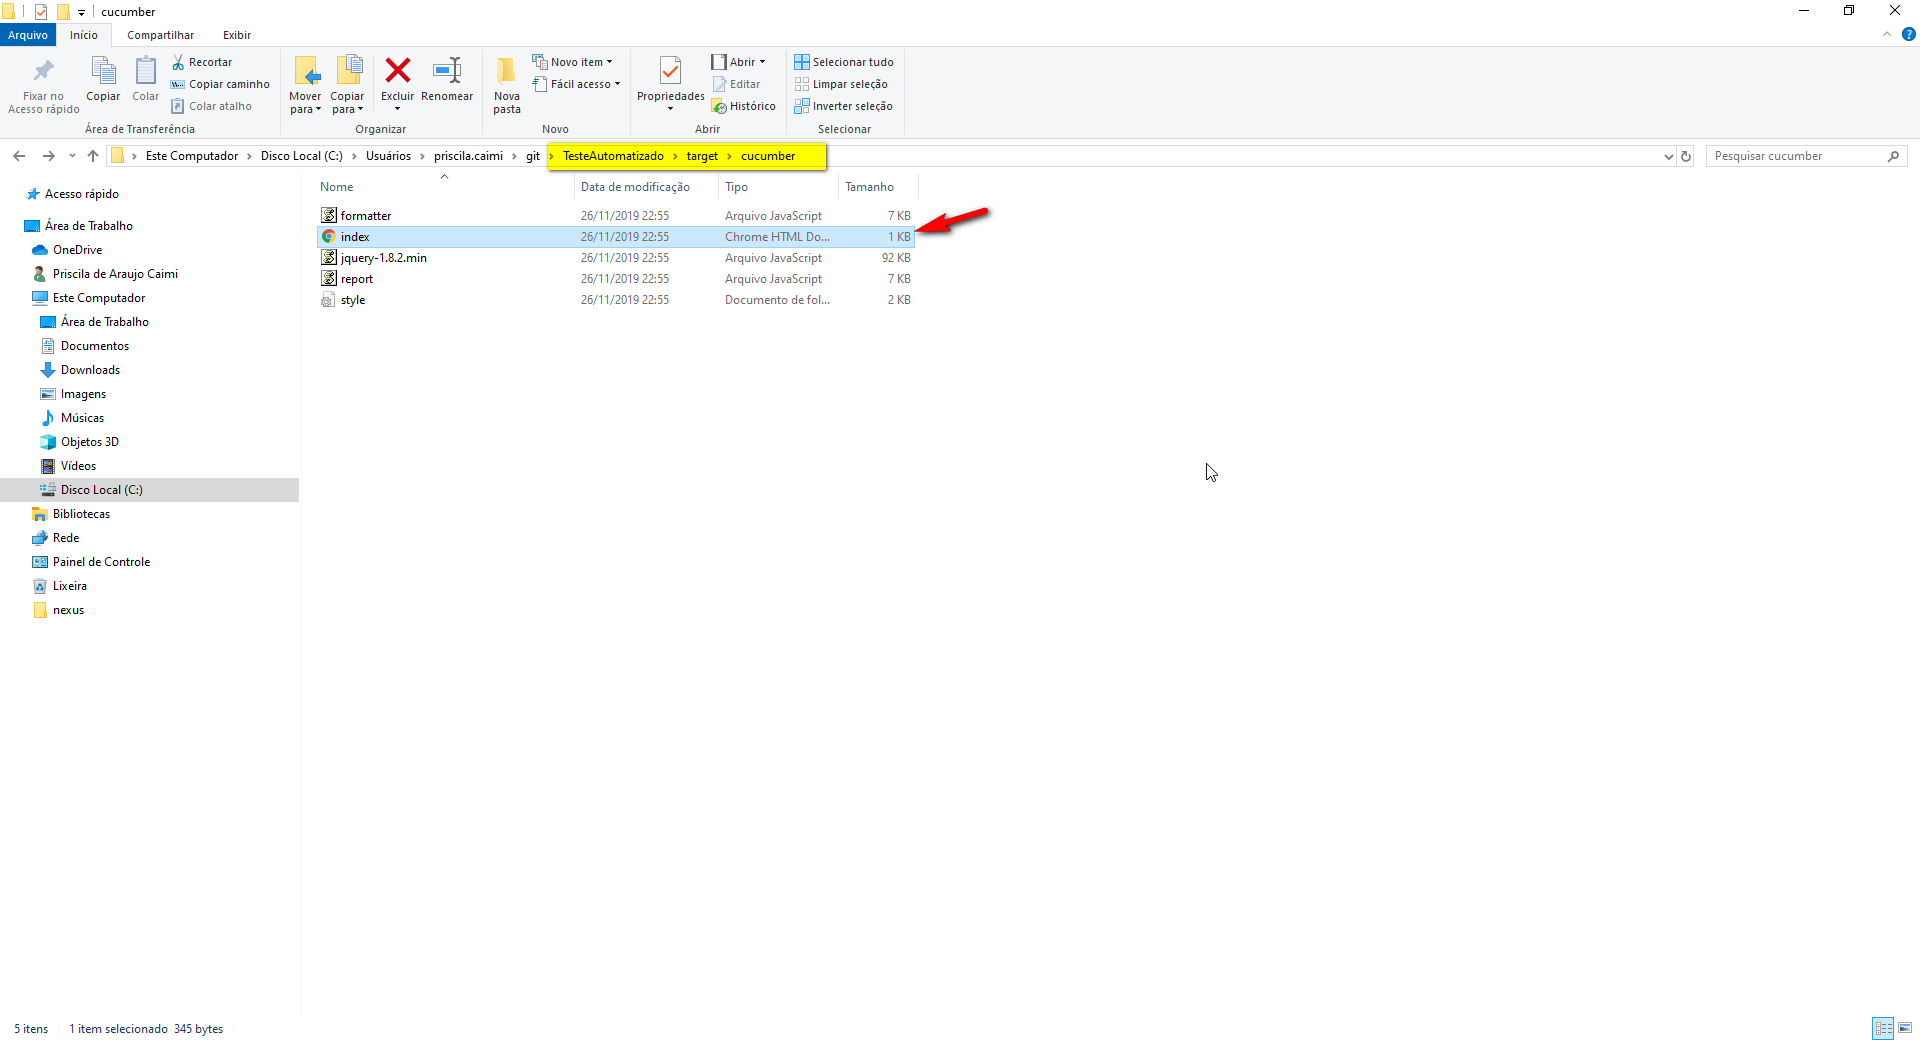 cucumber
Arquivo Início Compartilhar Exibir
Fixar no
Acesso rápido
Copiar
Colar
Recortar
Copiar caminho
Colar atalho
Área de Transferência
Mover
para
Copiar
para
Excluir
Renomear
Organizar
Nova
pasta
Novo item
Fácil acesso
Novo
Propriedades
Abrir
Editar
Histórico
Abrir
Selecionar tudo
Limpar seleção
Inverter seleção
Selecionar
Este Computador > Disco Local (C:) > Usuários > priscila.caimi > git > TesteAutomatizado > target > cucumber
Pesquisar cucumber
Nome Data de modificação Tipo Tamanho
formatter 26/11/2019 22:55 Arquivo JavaScript 7 KB
index 26/11/2019 22:55 Chrome HTML Do... 1 KB
jquery-1.8.2.min 26/11/2019 22:55 Arquivo JavaScript 92 KB
report 26/11/2019 22:55 Arquivo JavaScript 7 KB
style 26/11/2019 22:55 Documento de fol... 2 KB
Acesso rápido
Área de Trabalho
OneDrive
Priscila de Araujo Caimi
Este Computador
Área de Trabalho
Documentos
Downloads
Imagens
Músicas
Objetos 3D
Vídeos
Disco Local (C:)
Bibliotecas
Rede
Painel de Controle
Lixeira
nexus
5 itens 1 item selecionado 345 bytes